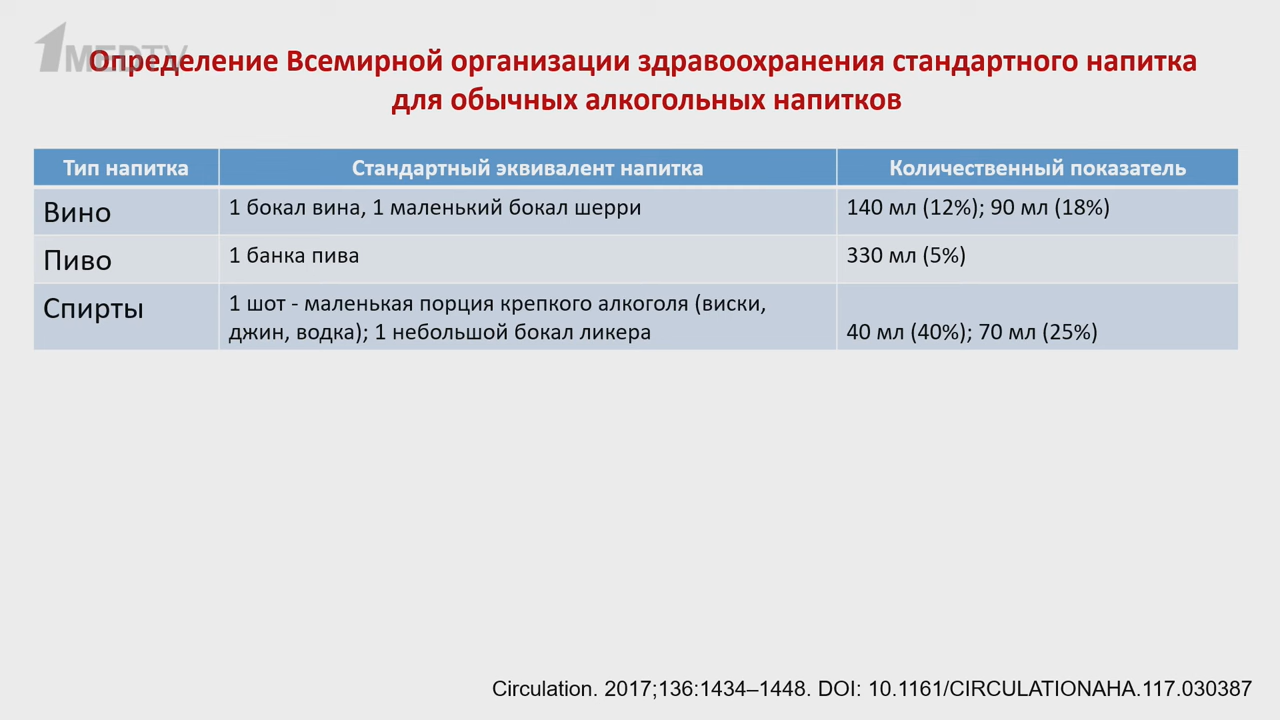 1MEDTV
Определение Всемирной организации здравоохранения стандартного напитка
для обычных алкогольных напитков
Тип напитка Стандартный эквивалент напитка Количественный показатель
Вино 1 бокал вина, 1 маленький бокал шерри 140 мл (12%); 90 мл (18%)
Пиво 1 банка пива 330 мл (5%)
Спирты 1 шот - маленькая порция крепкого алкоголя (виски,
джин, водка); 1 небольшой бокал ликера 40 мл (40%); 70 мл (25%)
Circulation. 2017;136:1434–1448. DOI: 10.1161/CIRCULATIONAHA.117.030387